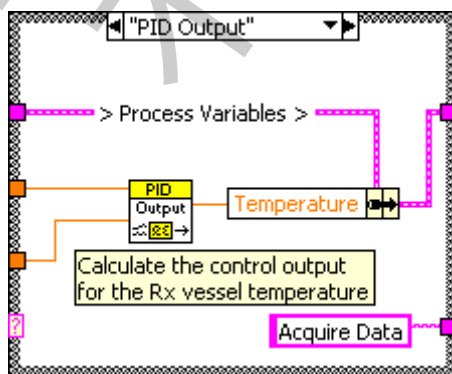 "PID Output"
> Process Variables >
PID
Output
Temperature
Calculate the control output
for the Rx vessel temperature
?
Acquire Data